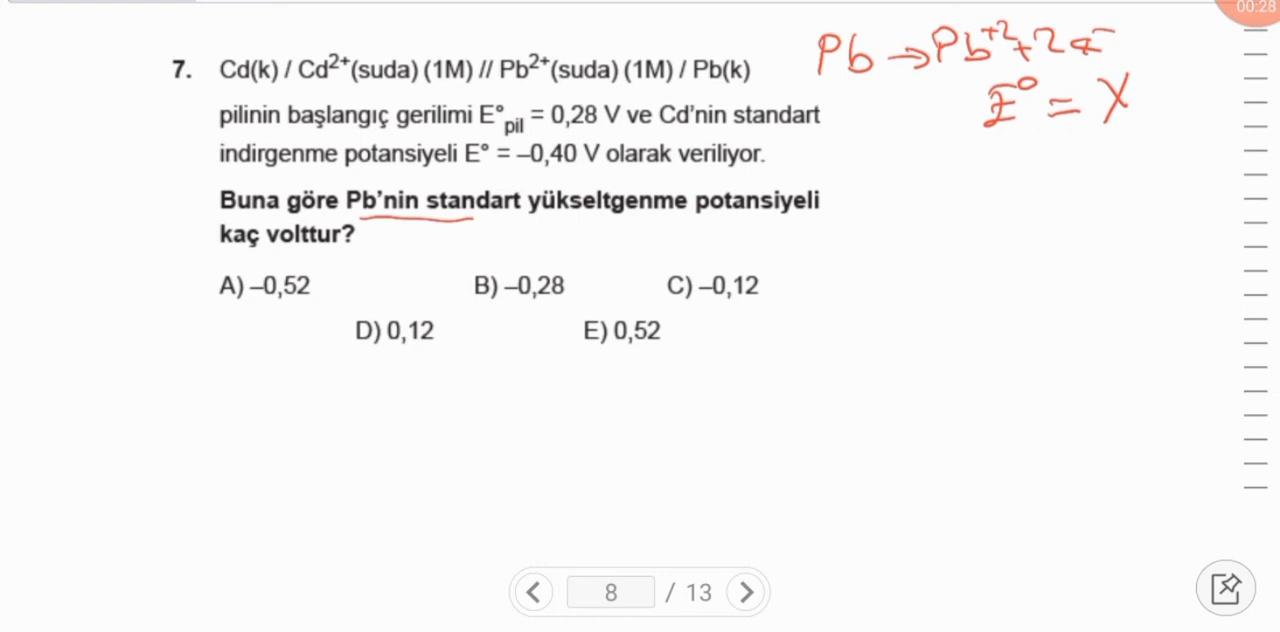 00:28
7. Cd(k) / Cd²⁺(suda) (1M) // Pb²⁺(suda) (1M) / Pb(k)
pilinin başlangıç gerilimi E°pil = 0,28 V ve Cd'nin standart
indirgenme potansiyeli E° = –0,40 V olarak veriliyor.
Buna göre Pb'nin standart yükseltgenme potansiyeli
kaç volttur?
A) –0,52 B) –0,28 C) –0,12
D) 0,12 E) 0,52
Pb → Pb⁺² + 2e⁻
E° = X
8 / 13